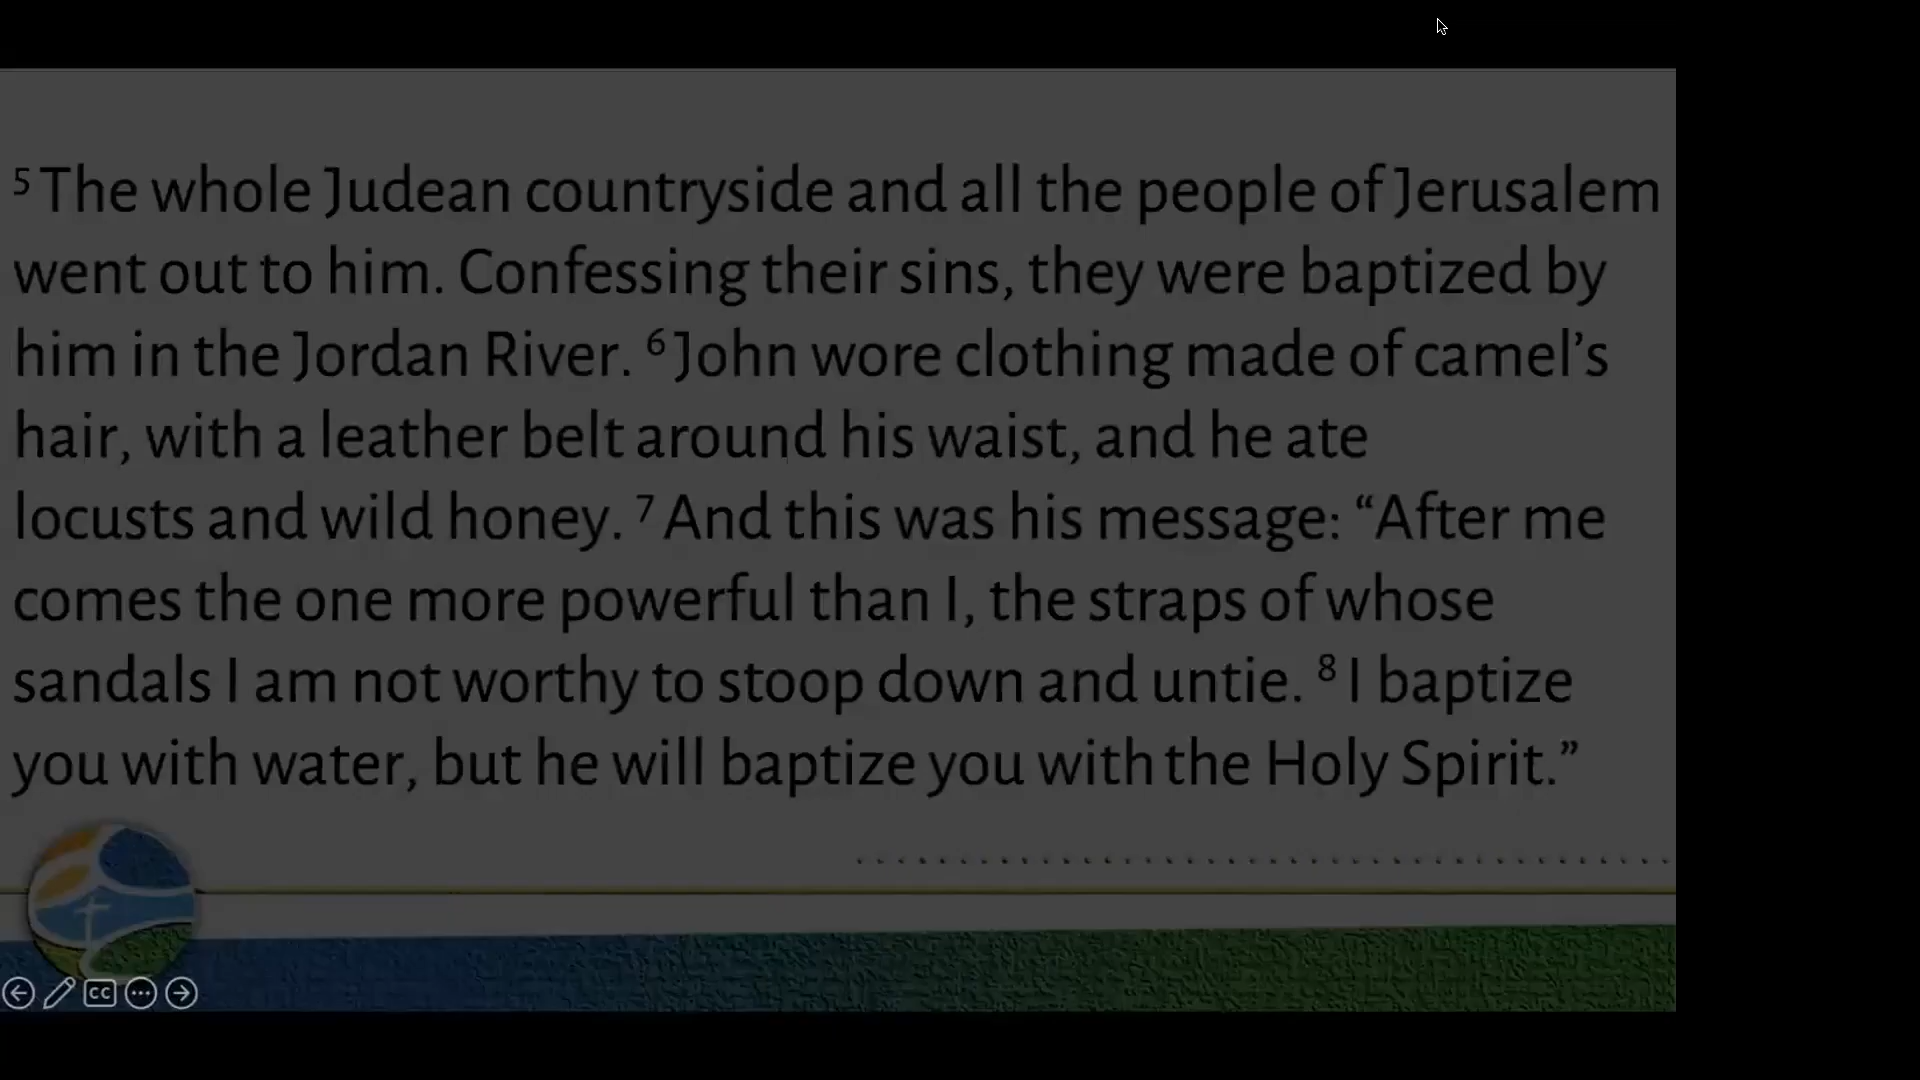 5 The whole Judean countryside and all the people of Jerusalem
went out to him. Confessing their sins, they were baptized by
him in the Jordan River. 6 John wore clothing made of camel’s
hair, with a leather belt around his waist, and he ate
locusts and wild honey. 7 And this was his message: “After me
comes the one more powerful than I, the straps of whose
sandals I am not worthy to stoop down and untie. 8 I baptize
you with water, but he will baptize you with the Holy Spirit.”
CC